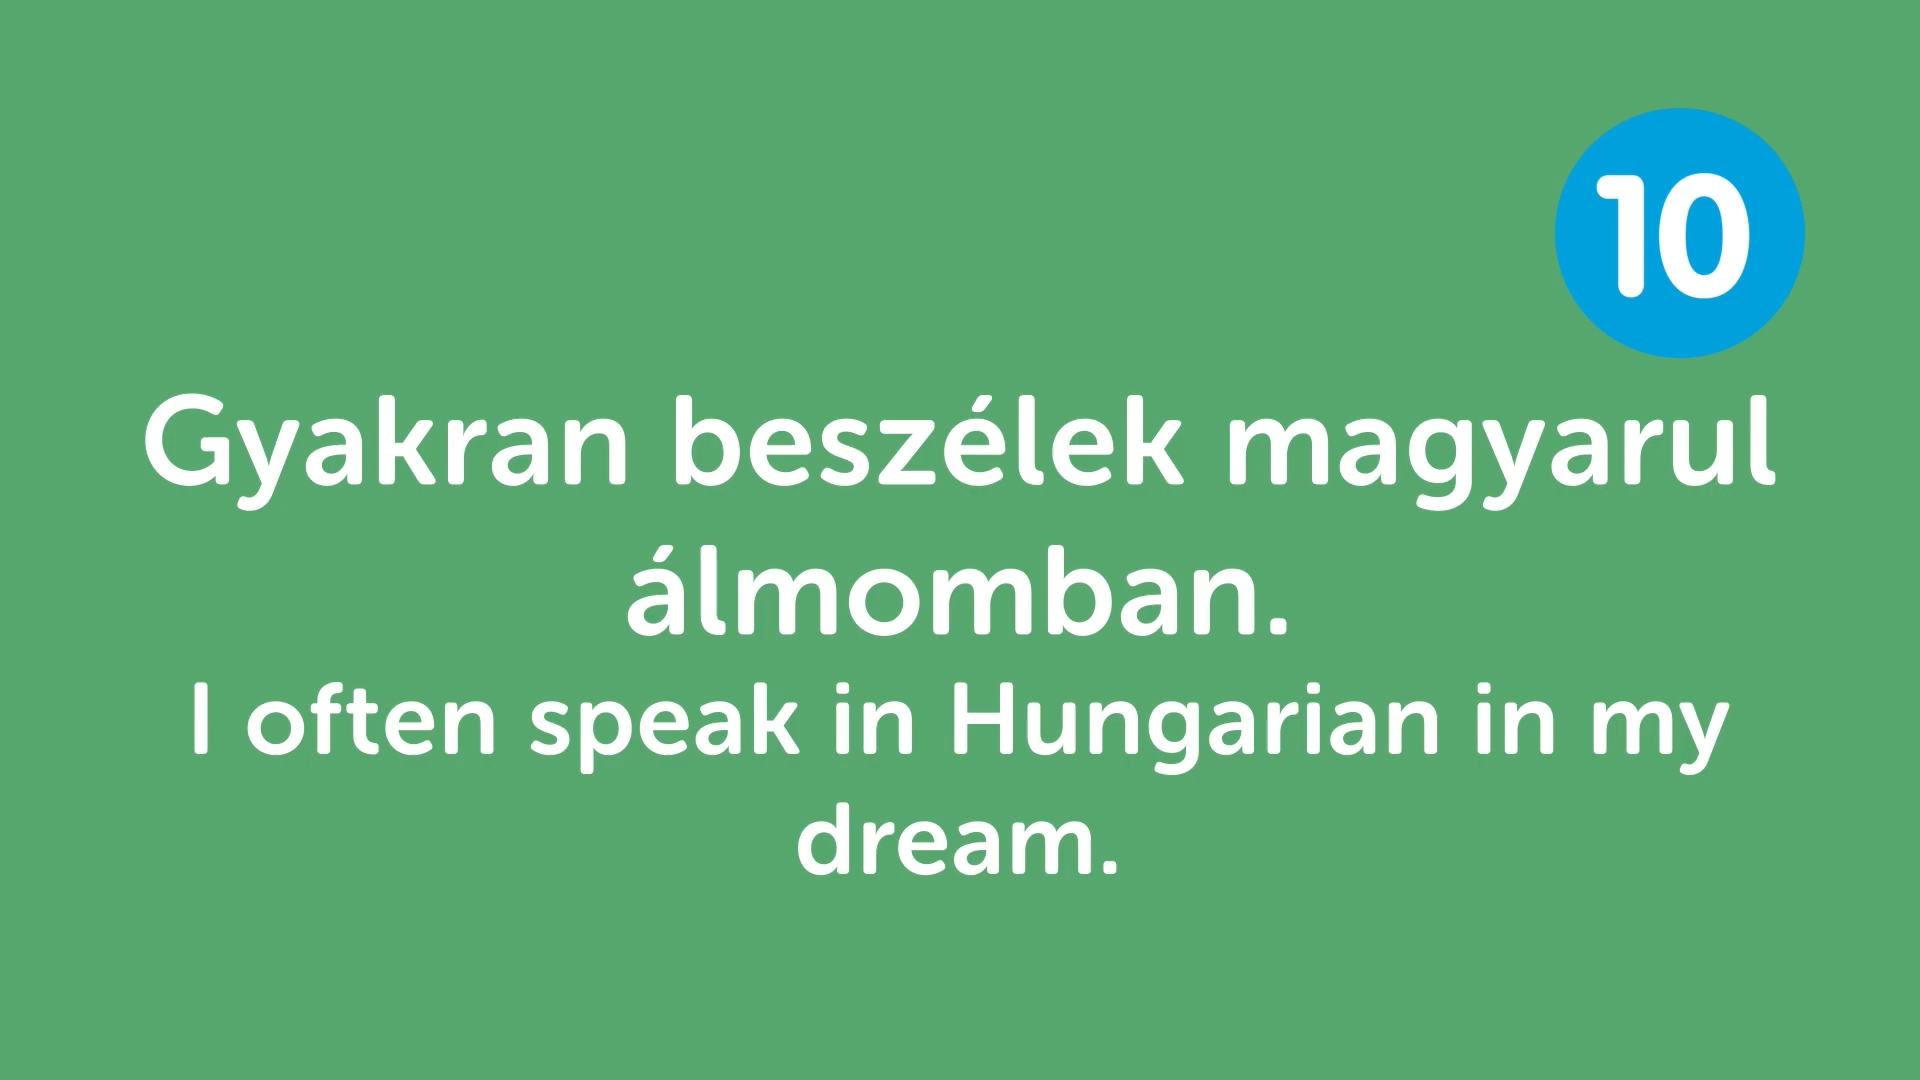 10
Gyakran beszélek magyarul
álmomban.
I often speak in Hungarian in my
dream.